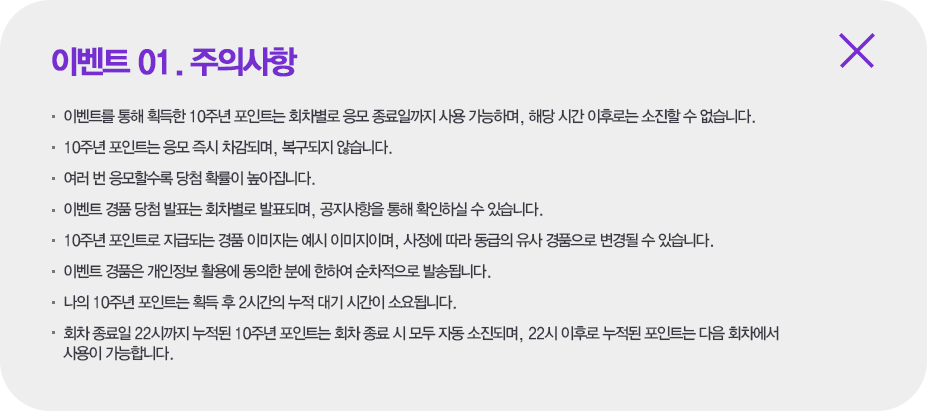 이벤트 01. 주의사항
· 이벤트를 통해 획득한 10주년 포인트는 회차별로 응모 종료일까지 사용 가능하며, 해당 시간 이후로는 소진할 수 없습니다.
· 10주년 포인트는 응모 즉시 차감되며, 복구되지 않습니다.
· 여러 번 응모할수록 당첨 확률이 높아집니다.
· 이벤트 경품 당첨 발표는 회차별로 발표되며, 공지사항을 통해 확인하실 수 있습니다.
· 10주년 포인트로 지급되는 경품 이미지는 예시 이미지이며, 사정에 따라 동급의 유사 경품으로 변경될 수 있습니다.
· 이벤트 경품은 개인정보 활용에 동의한 분에 한하여 순차적으로 발송됩니다.
· 나의 10주년 포인트는 획득 후 2시간의 누적 대기 시간이 소요됩니다.
· 회차 종료일 22시까지 누적된 10주년 포인트는 회차 종료 시 모두 자동 소진되며, 22시 이후로 누적된 포인트는 다음 회차에서
사용이 가능합니다.